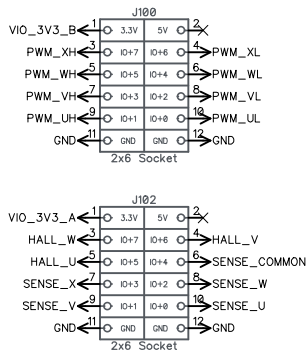 J100
VIO_3V3_B 1 3.3V 5V 2
PWM_XH 3 IO+7 IO+6 4 PWM_XL
PWM_WH 5 IO+5 IO+4 6 PWM_WL
PWM_VH 7 IO+3 IO+2 8 PWM_VL
PWM_UH 9 IO+1 IO+0 10 PWM_UL
GND 11 GND GND 12 GND
2x6 Socket
J102
VIO_3V3_A 1 3.3V 5V 2
HALL_W 3 IO+7 IO+6 4 HALL_V
HALL_U 5 IO+5 IO+4 6 SENSE_COMMON
SENSE_X 7 IO+3 IO+2 8 SENSE_W
SENSE_V 9 IO+1 IO+0 10 SENSE_U
GND 11 GND GND 12 GND
2x6 Socket